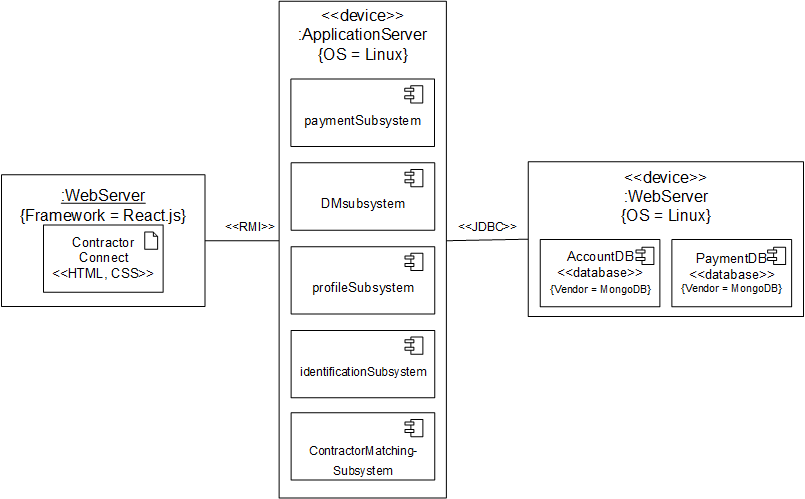 <<device>>
:ApplicationServer
{OS = Linux}
paymentSubsystem
DMsubsystem
profileSubsystem
identificationSubsystem
ContractorMatching-
Subsystem
:WebServer
{Framework = React.js}
Contractor
Connect
<<HTML, CSS>>
<<RMI>>
<<JDBC>>
<<device>>
:WebServer
{OS = Linux}
AccountDB
<<database>>
{Vendor = MongoDB}
PaymentDB
<<database>>
{Vendor = MongoDB}